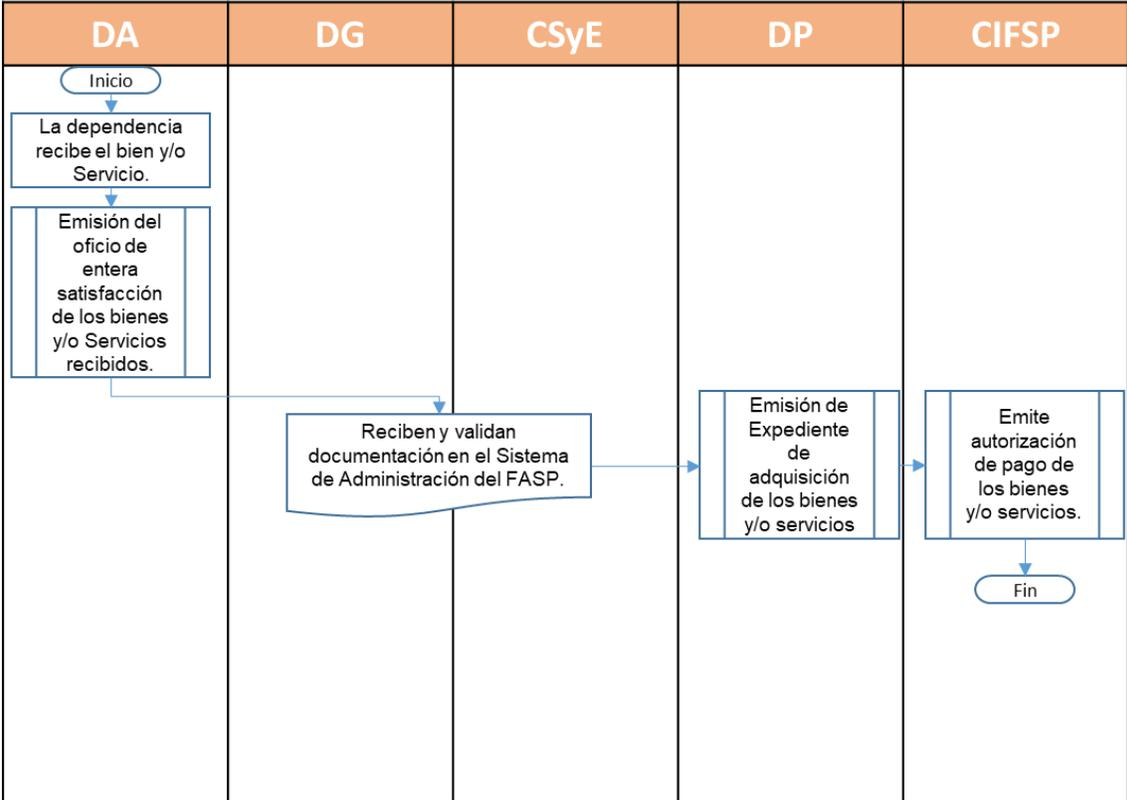 DA
DG
CSyE
DP
CIFSP
Inicio
La dependencia
recibe el bien y/o
Servicio.
Emisión del
oficio de
entera
satisfacción
de los bienes
y/o Servicios
recibidos.
Reciben y validan
documentación en el Sistema
de Administración del FASP.
Emisión de
Expediente
de
adquisición
de los bienes
y/o servicios
Emite
autorización
de pago de
los bienes
y/o servicios.
Fin